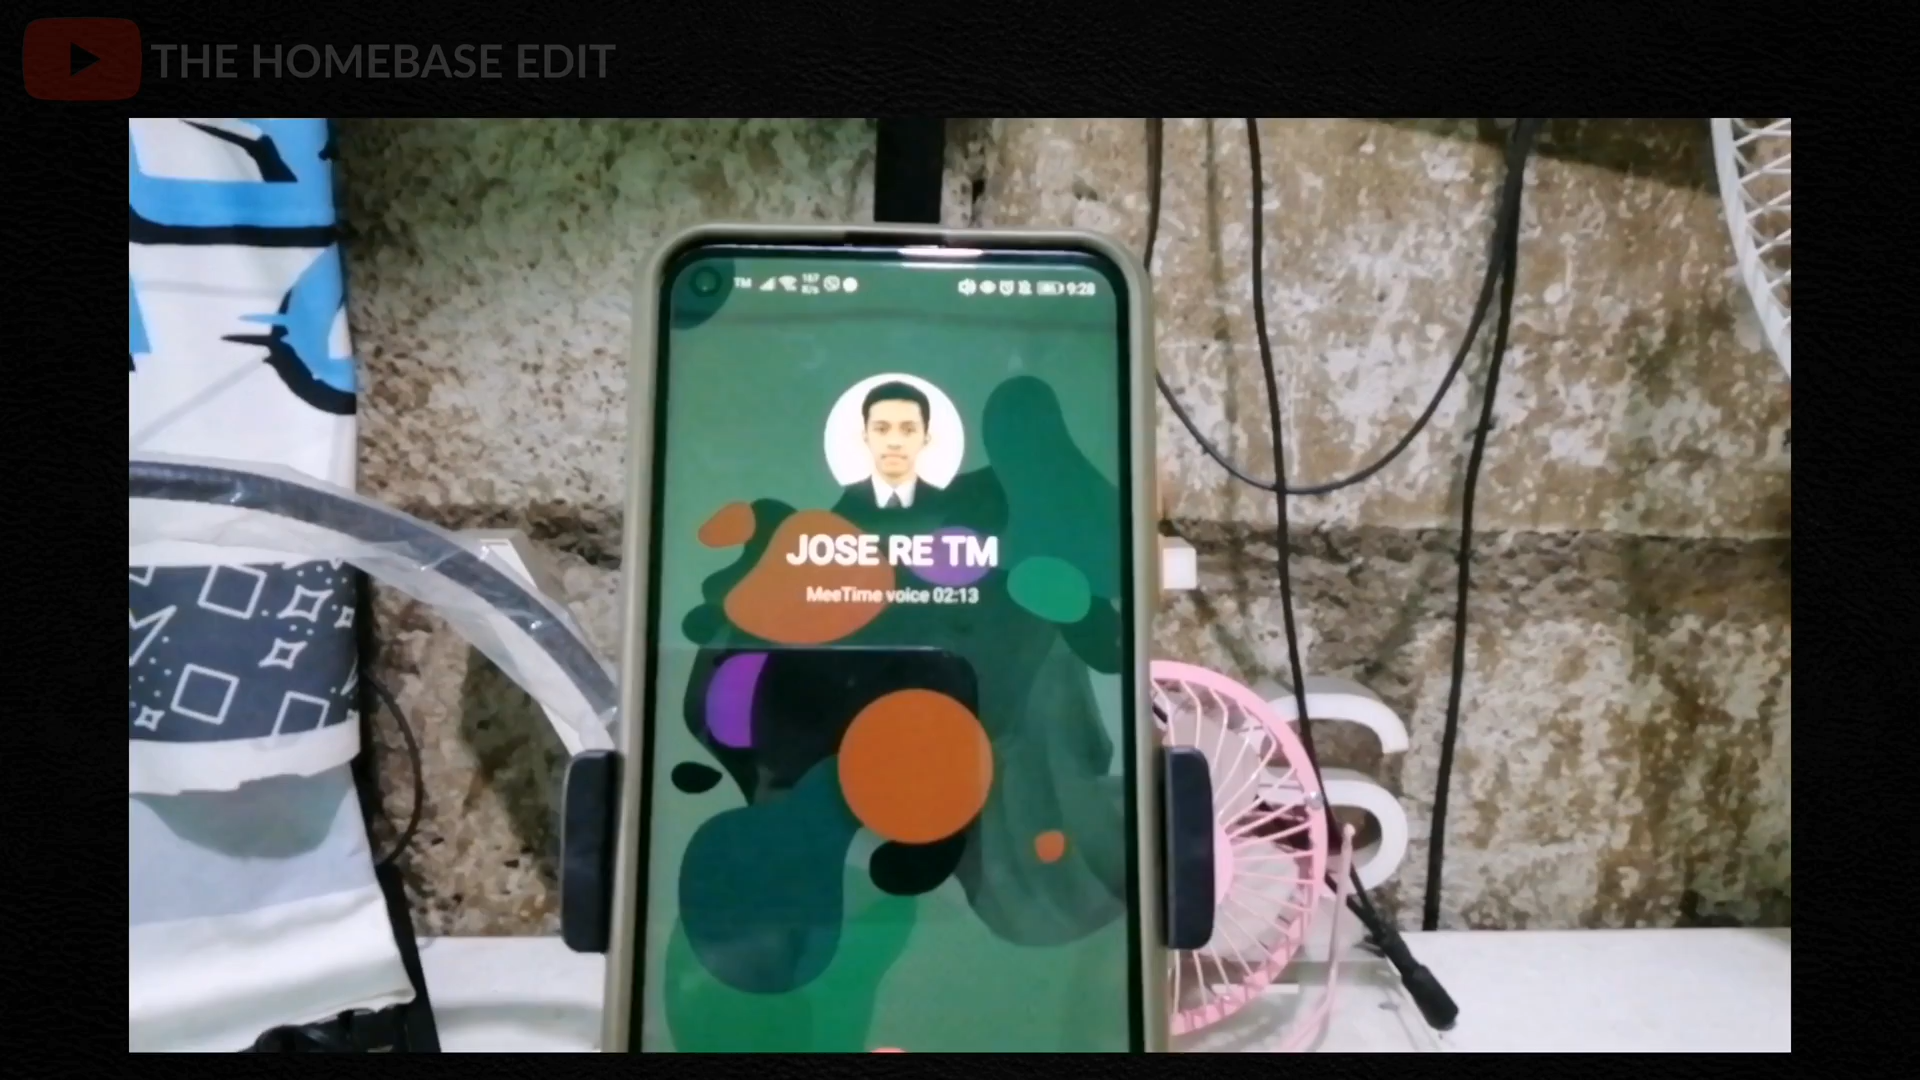 THE HOMEBASE EDIT
TM 9:28
JOSE RE TM
MeeTime voice 02:13